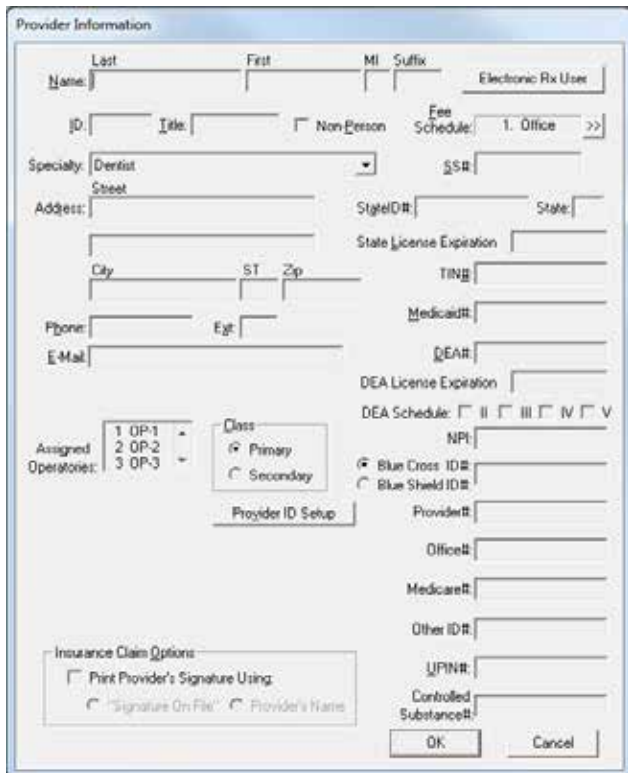 Provider Information
Last First MI Suffix
Name: Electronic Rx User
ID: Title: Non-Person Fee Schedule: 1. Office >>
Specialty: Dentist SS#:
Street
Address: StateID#: State:
State License Expiration
City ST Zip TIN#:
Medicaid#:
Phone: Ext:
E-Mail: DEA#:
DEA License Expiration
DEA Schedule: II III IV V
Assigned Operatories: 1 OP-1
2 OP-2
3 OP-3
Class
Primary
Secondary
NPI:
Blue Cross ID#:
Blue Shield ID#:
Provider ID Setup Provider#:
Office#:
Medicare#:
Other ID#:
Insurance Claim Options
Print Provider's Signature Using:
"Signature On File" Provider's Name
UPIN#:
Controlled Substance#:
OK Cancel